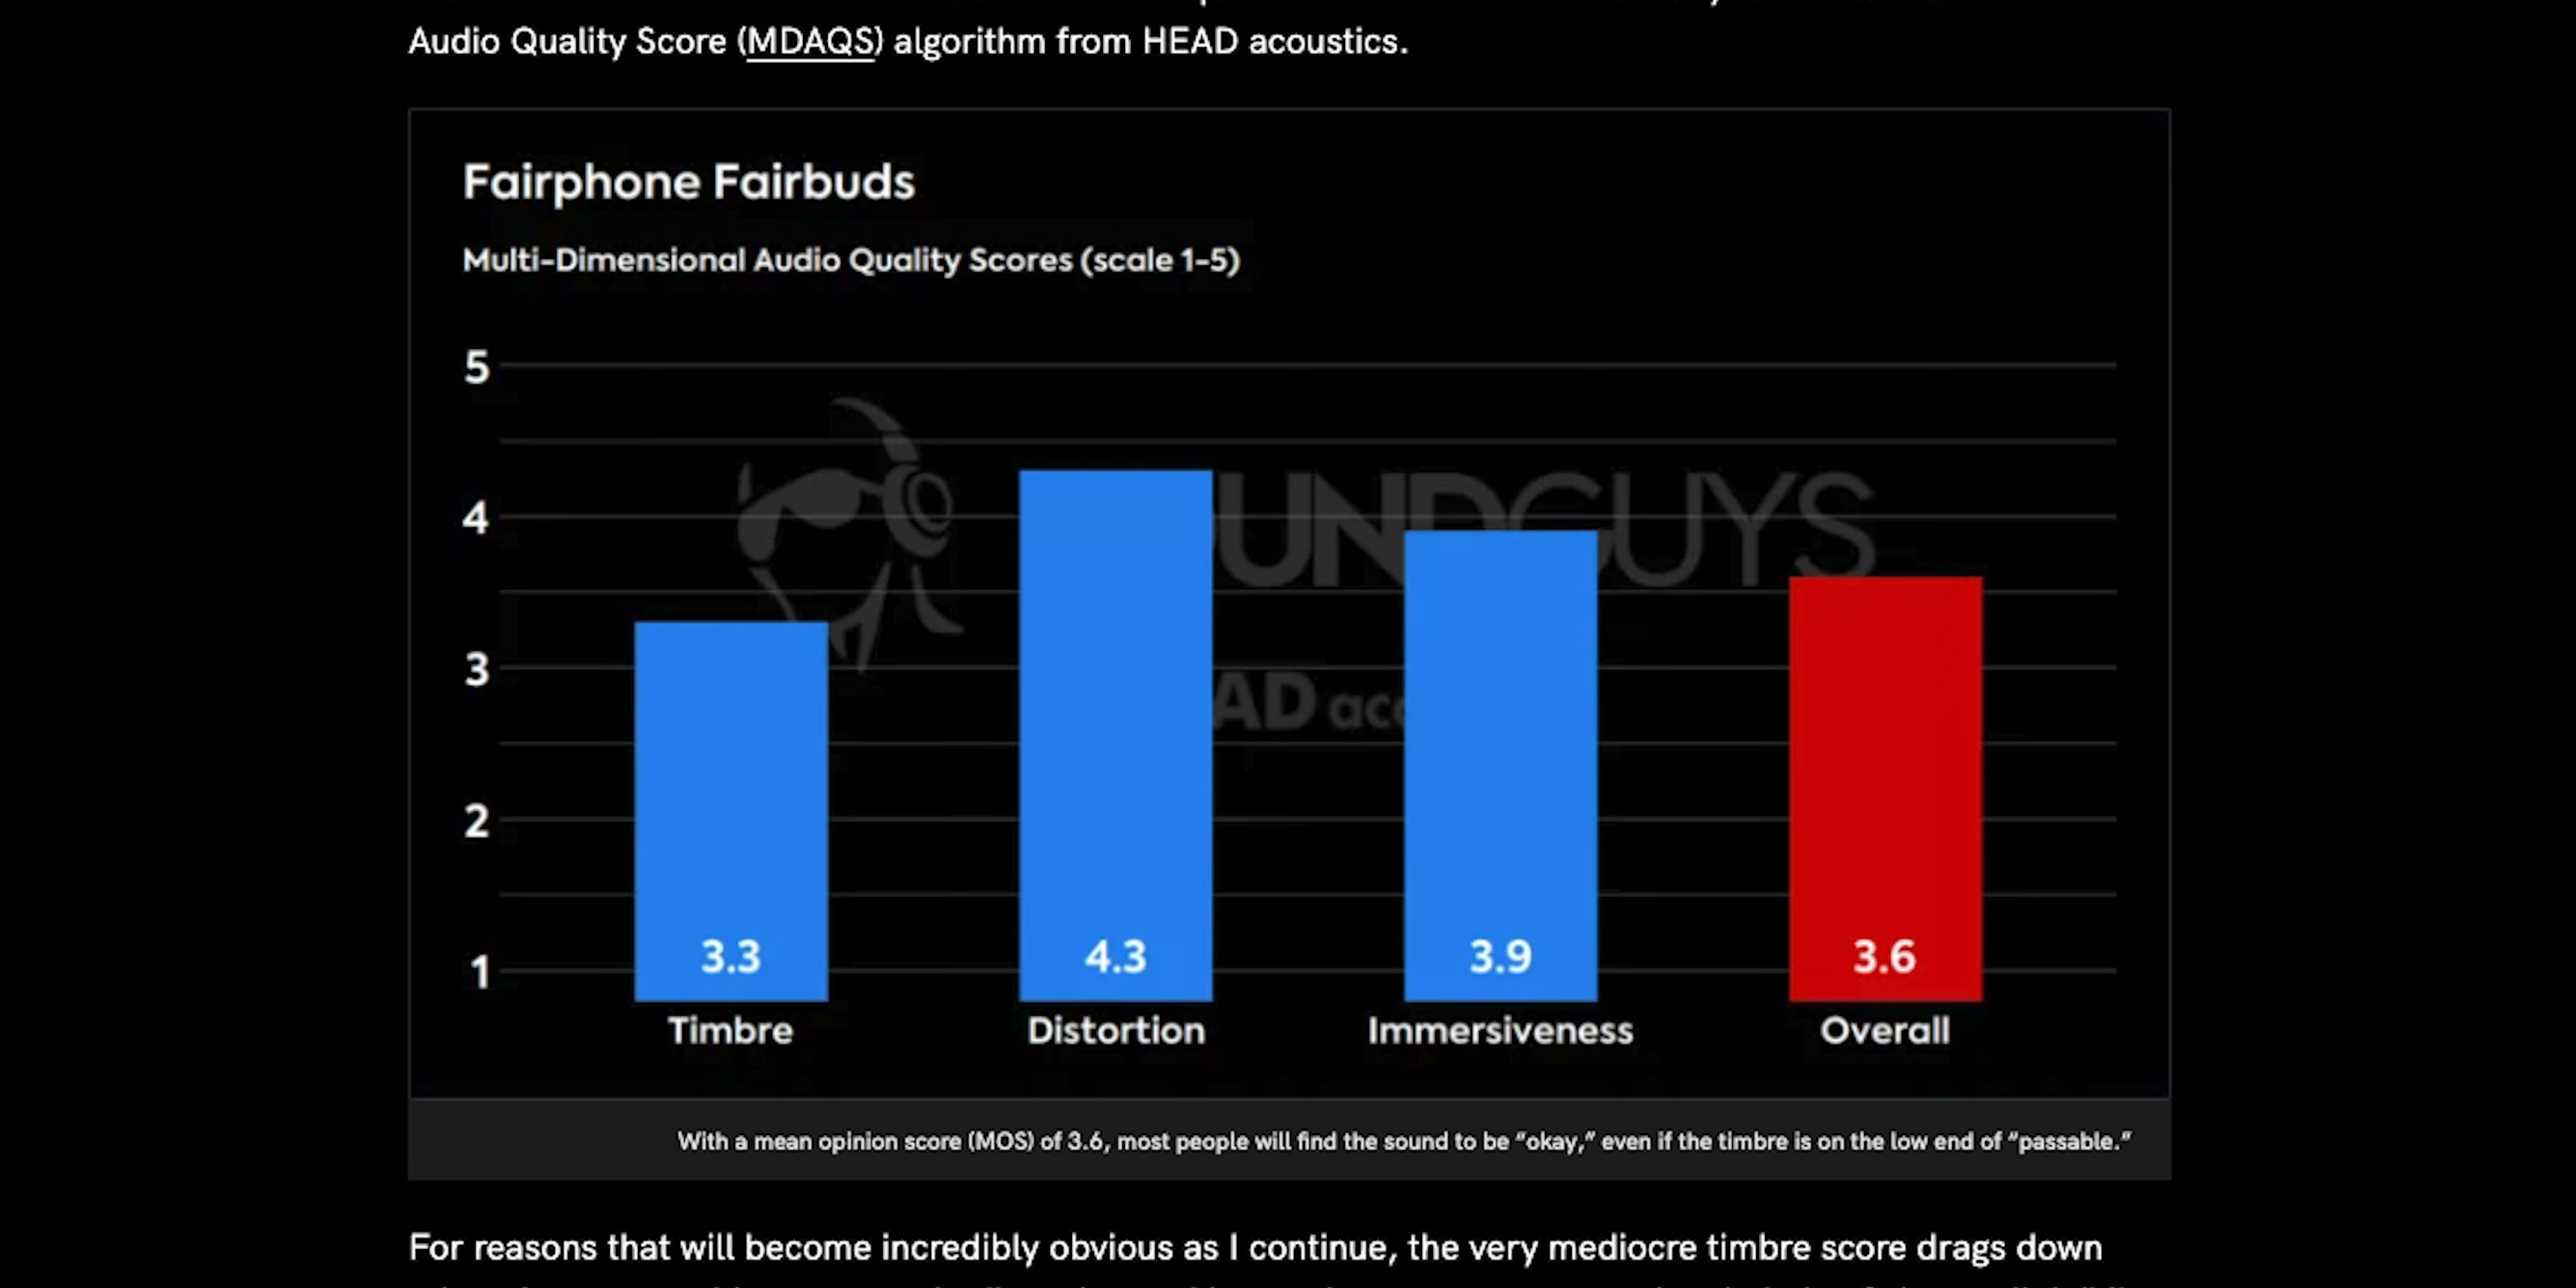 Audio Quality Score (MDAQS) algorithm from HEAD acoustics.
Fairphone Fairbuds
Multi-Dimensional Audio Quality Scores (scale 1-5)
5
4
3
2
1
UNDGUYS
AD aco
3.3
4.3
3.9
3.6
Timbre
Distortion
Immersiveness
Overall
With a mean opinion score (MOS) of 3.6, most people will find the sound to be “okay,” even if the timbre is on the low end of “passable.”
For reasons that will become incredibly obvious as I continue, the very mediocre timbre score drags down